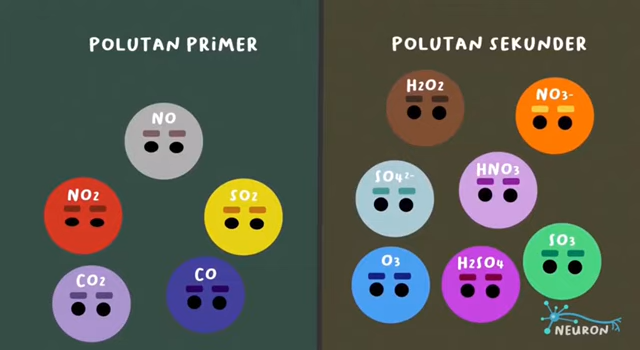 POLUTAN PRIMER
NO
NO₂
SO₂
CO₂
CO
POLUTAN SEKUNDER
H₂O₂
NO₃-
SO₄²-
HNO₃
O₃
H₂SO₄
SO₃
NEURON